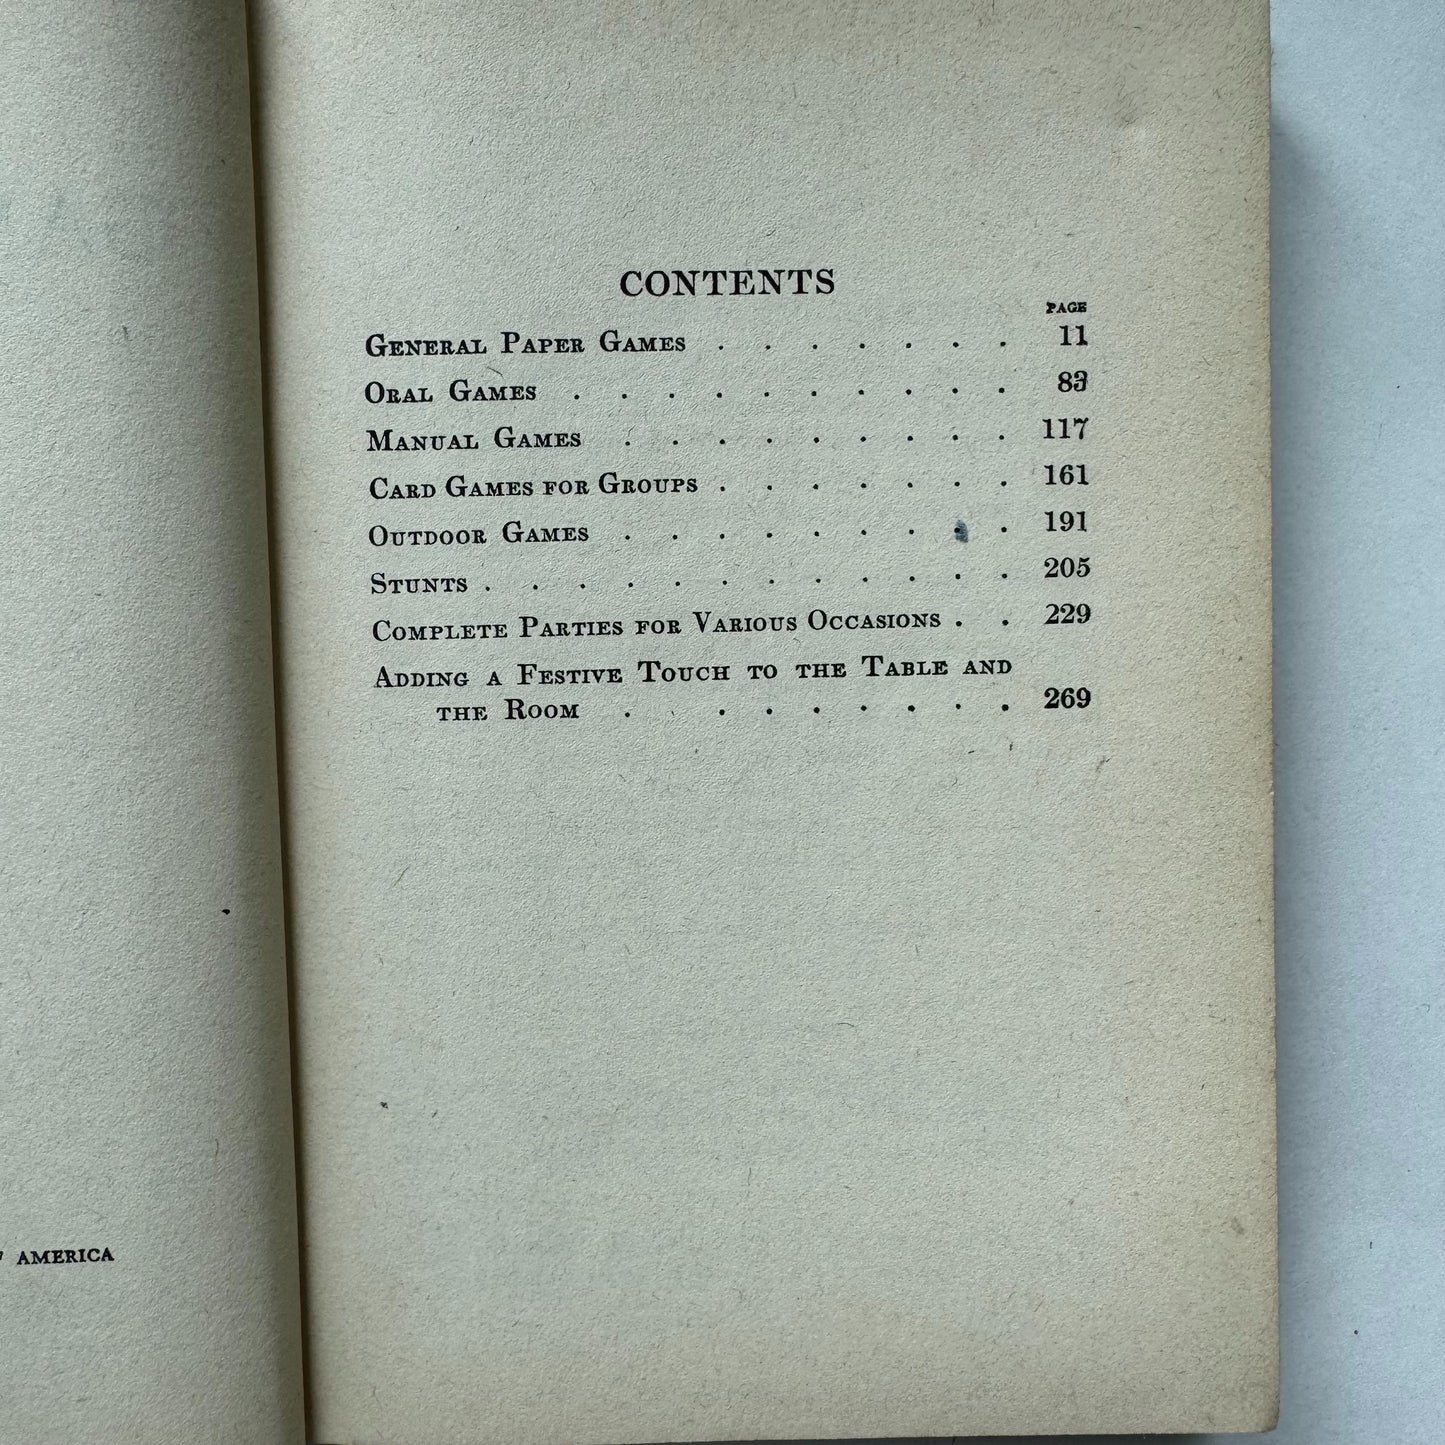 CONTENTS
PAGE
GENERAL PAPER GAMES . . . . . . . 11
ORAL GAMES . . . . . . . . . . 83
MANUAL GAMES . . . . . . . . . 117
CARD GAMES FOR GROUPS . . . . . . . 161
OUTDOOR GAMES . . . . . . . . . 191
STUNTS . . . . . . . . . . . . 205
COMPLETE PARTIES FOR VARIOUS OCCASIONS . . 229
ADDING A FESTIVE TOUCH TO THE TABLE AND
THE ROOM . . . . . . . . 269
AMERICA